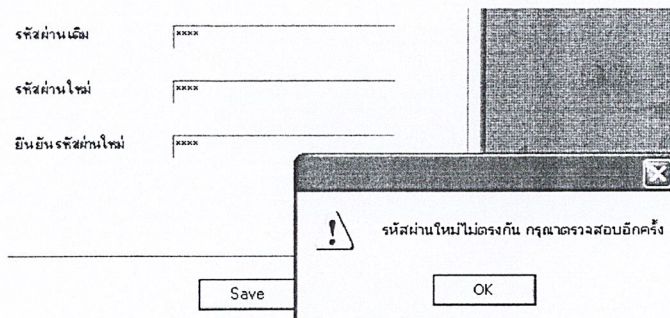 รหัสผ่านเดิม
xxxx
รหัสผ่านใหม่
xxxx
ยืนยันรหัสผ่านใหม่
xxxx
รหัสผ่านใหม่ไม่ตรงกัน กรุณาตรวจสอบอีกครั้ง
Save
OK